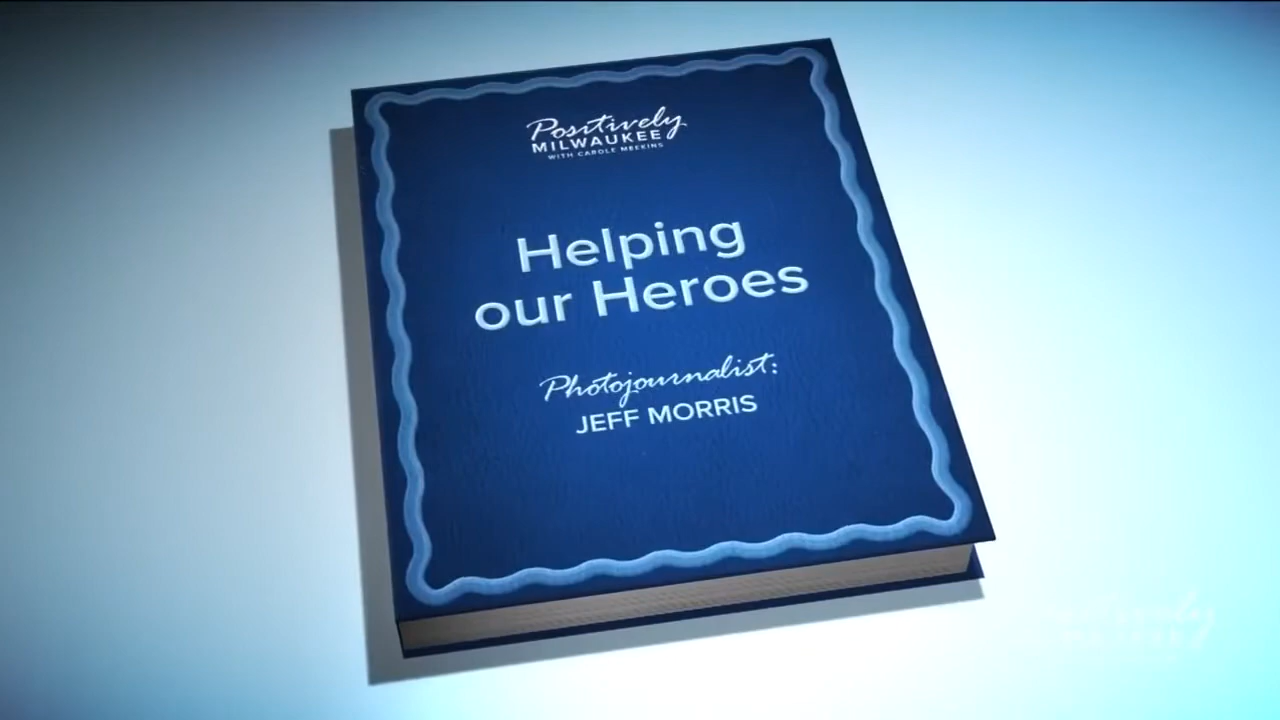 Positively
MILWAUKEE
WITH CAROLE MEEKINS
Helping
our Heroes
Photojournalist:
JEFF MORRIS